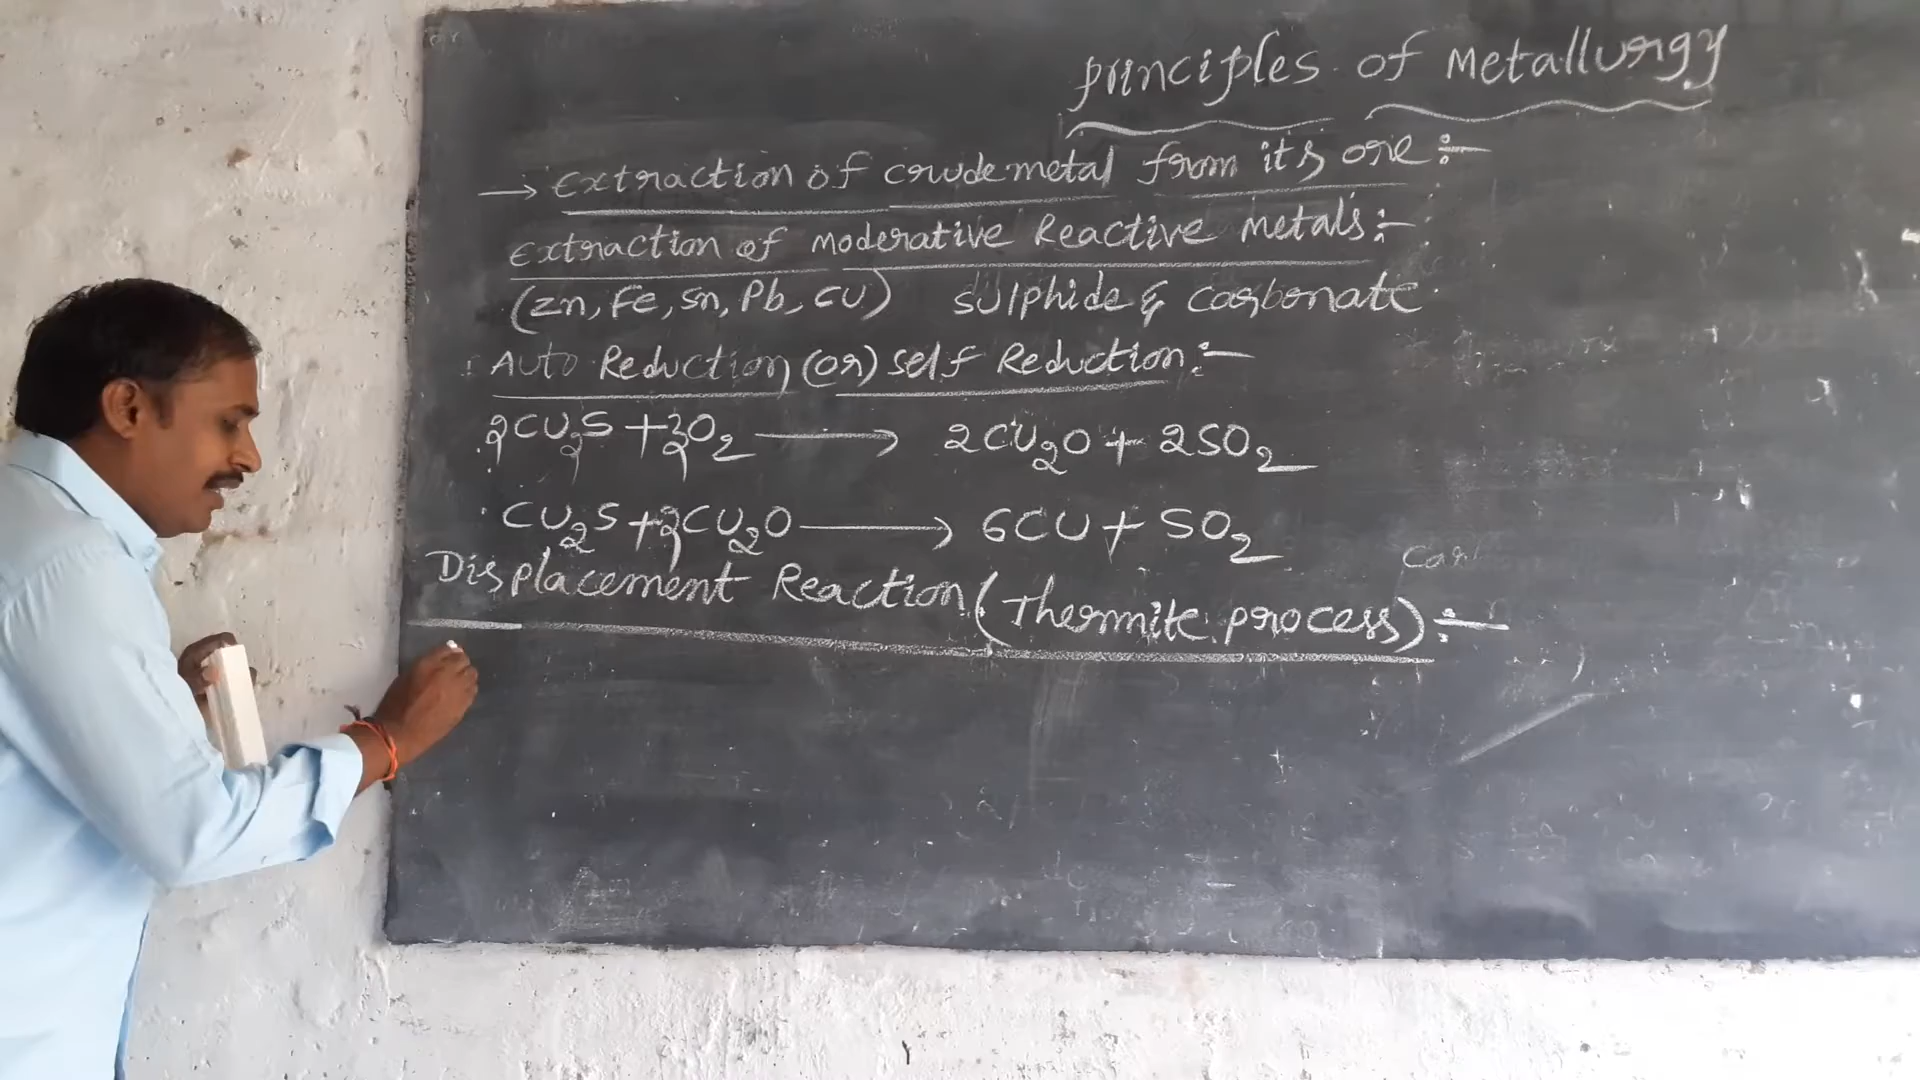 Principles of Metallurgy
→ Extraction of crude metal from its ore :-
Extraction of Moderative Reactive Metals :-
(Zn, Fe, Sn, Pb, Cu) Sulphide & Carbonate
Auto Reduction (or) self Reduction :-
2Cu₂S + 3O₂ ⟶ 2Cu₂O + 2SO₂
Cu₂S + 2Cu₂O ⟶ 6Cu + SO₂
Displacement Reaction (Thermite process) :-